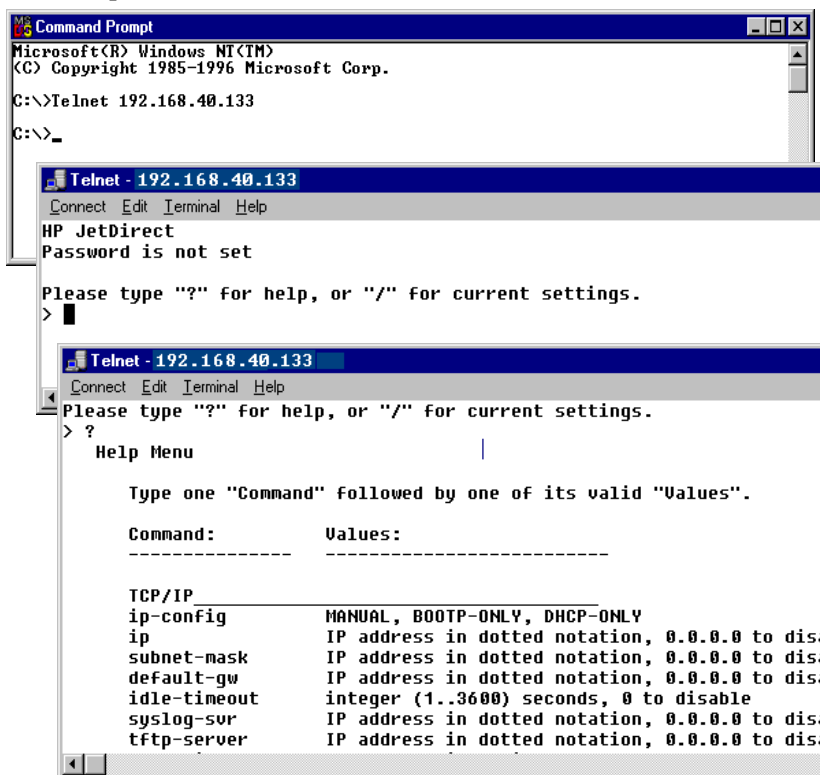 Command Prompt
Microsoft(R) Windows NT(TM)
(C) Copyright 1985-1996 Microsoft Corp.
C:\>Telnet 192.168.40.133
C:\>_
Telnet - 192.168.40.133
Connect Edit Terminal Help
HP JetDirect
Password is not set
Please type "?" for help, or "/" for current settings.
>
Telnet - 192.168.40.133
Connect Edit Terminal Help
Please type "?" for help, or "/" for current settings.
> ?
Help Menu
Type one "Command" followed by one of its valid "Values".
Command: Values:
--------------- --------------------------
TCP/IP_____________________________________
ip-config MANUAL, BOOTP-ONLY, DHCP-ONLY
ip IP address in dotted notation, 0.0.0.0 to disa
subnet-mask IP address in dotted notation, 0.0.0.0 to disa
default-gw IP address in dotted notation, 0.0.0.0 to disa
idle-timeout integer (1..3600) seconds, 0 to disable
syslog-svr IP address in dotted notation, 0.0.0.0 to disa
tftp-server IP address in dotted notation, 0.0.0.0 to disa